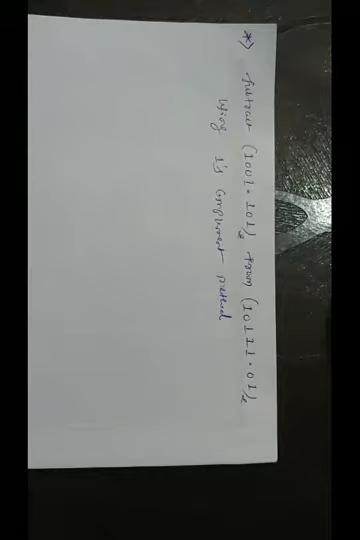 *) Subtract (1001.101)₂ from (10111.01)₂
Using 1's complement method